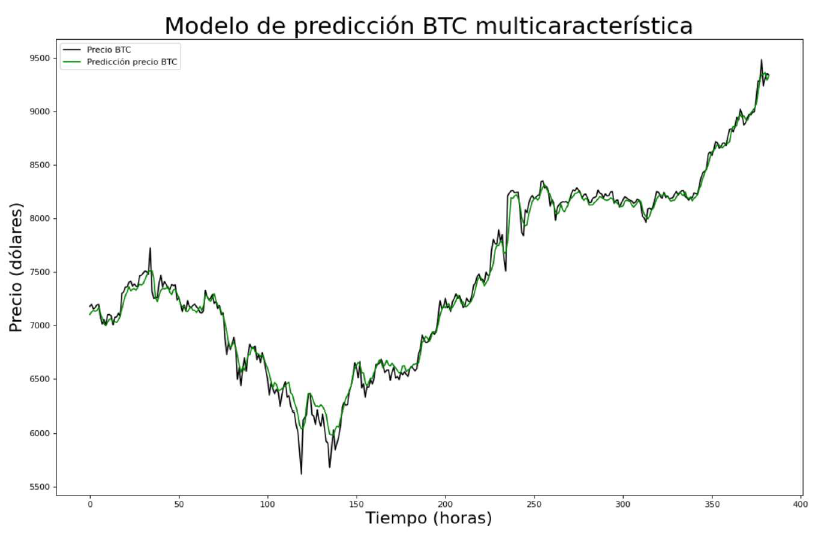 Modelo de predicción BTC multicaracterística
Precio BTC
Predicción precio BTC
Precio (dólares)
9500
9000
8500
8000
7500
7000
6500
6000
5500
0 50 100 150 200 250 300 350 400
Tiempo (horas)